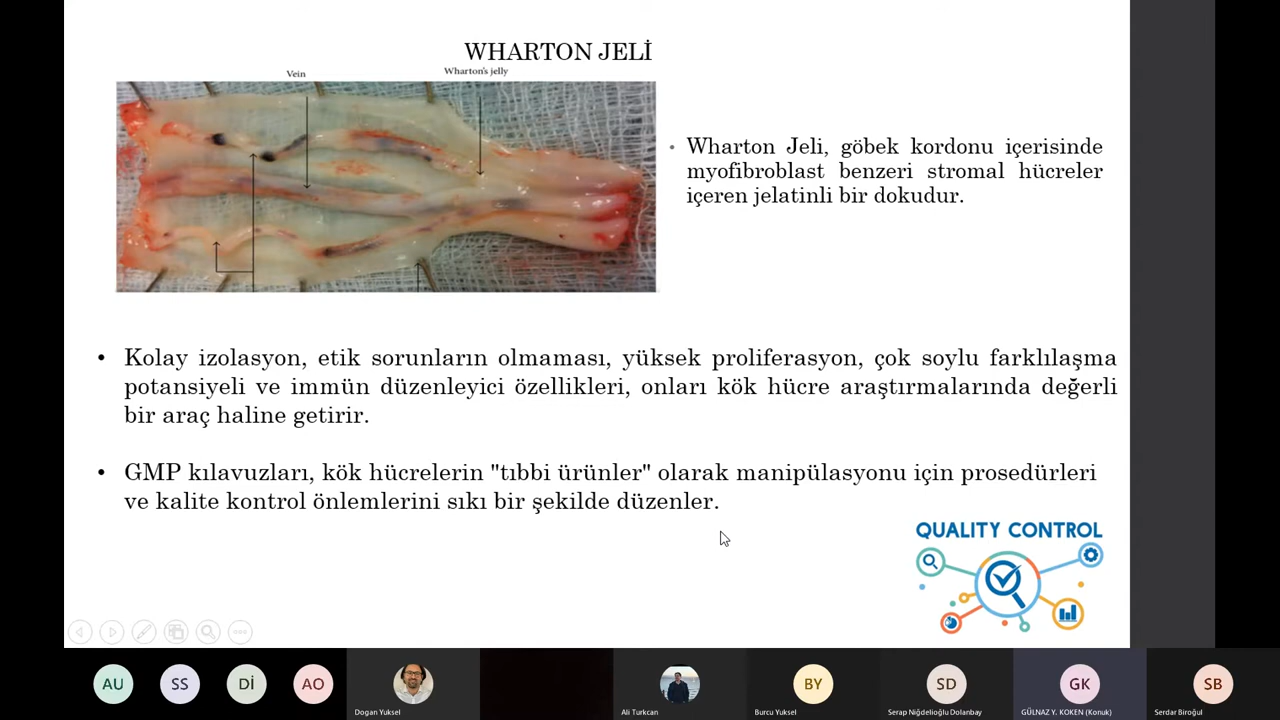 WHARTON JELİ
Vein
Wharton's jelly
• Wharton Jeli, göbek kordonu içerisinde
myofibroblast benzeri stromal hücreler
içeren jelatinli bir dokudur.
• Kolay izolasyon, etik sorunların olmaması, yüksek proliferasyon, çok soylu farklılaşma
potansiyeli ve immün düzenleyici özellikleri, onları kök hücre araştırmalarında değerli
bir araç haline getirir.
• GMP kılavuzları, kök hücrelerin "tıbbi ürünler" olarak manipülasyonu için prosedürleri
ve kalite kontrol önlemlerini sıkı bir şekilde düzenler.
QUALITY CONTROL
AU
SS
Dİ
AO
BY
SD
GK
SB
Dogan Yuksel
Ali Turkcan
Burcu Yuksel
Serap Niğdelioğlu Dolanbay
GÜLNAZ Y. KOKEN (Konuk)
Serdar Biroğul